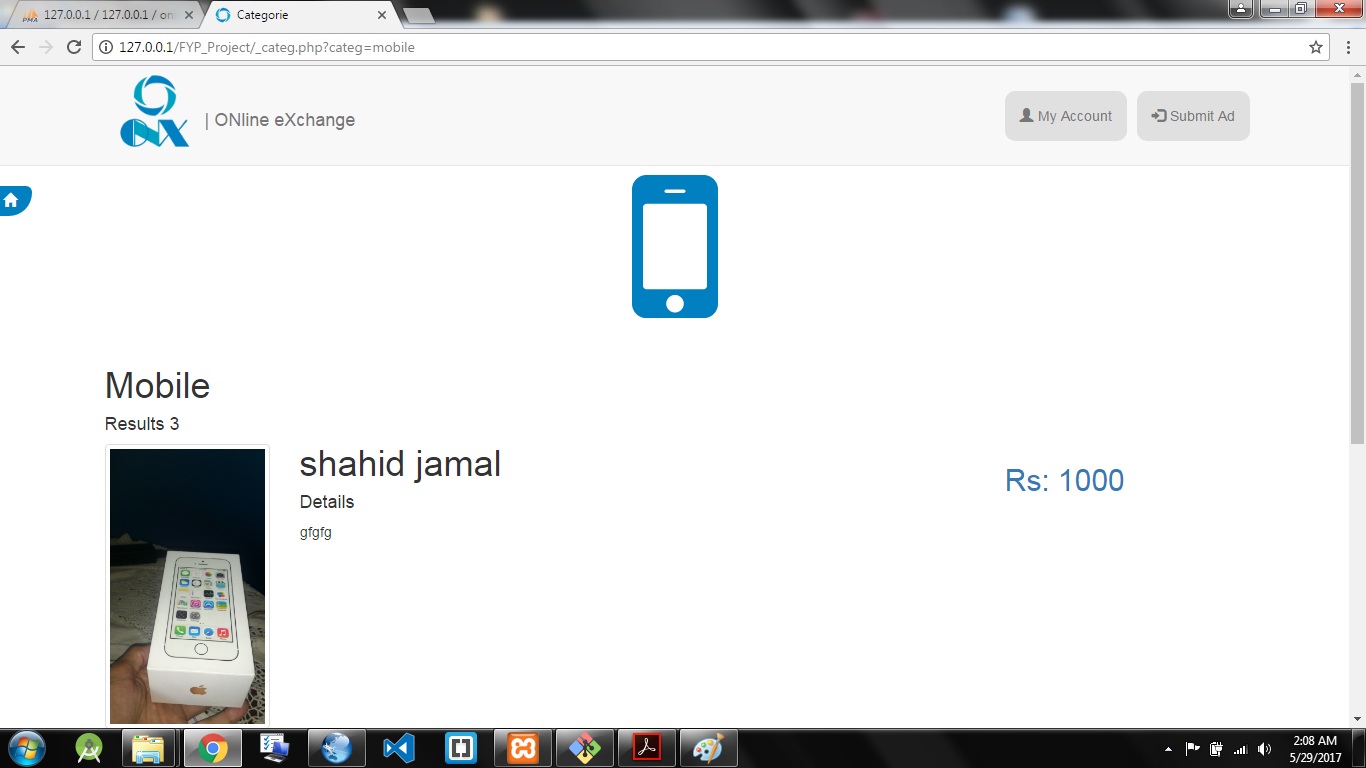 127.0.0.1 / 127.0.0.1 / on
Categorie
127.0.0.1/FYP_Project/_categ.php?categ=mobile
ONX
| ONline eXchange
My Account
Submit Ad
Mobile
Results 3
shahid jamal
Rs: 1000
Details
gfgfg
2:08 AM
5/29/2017